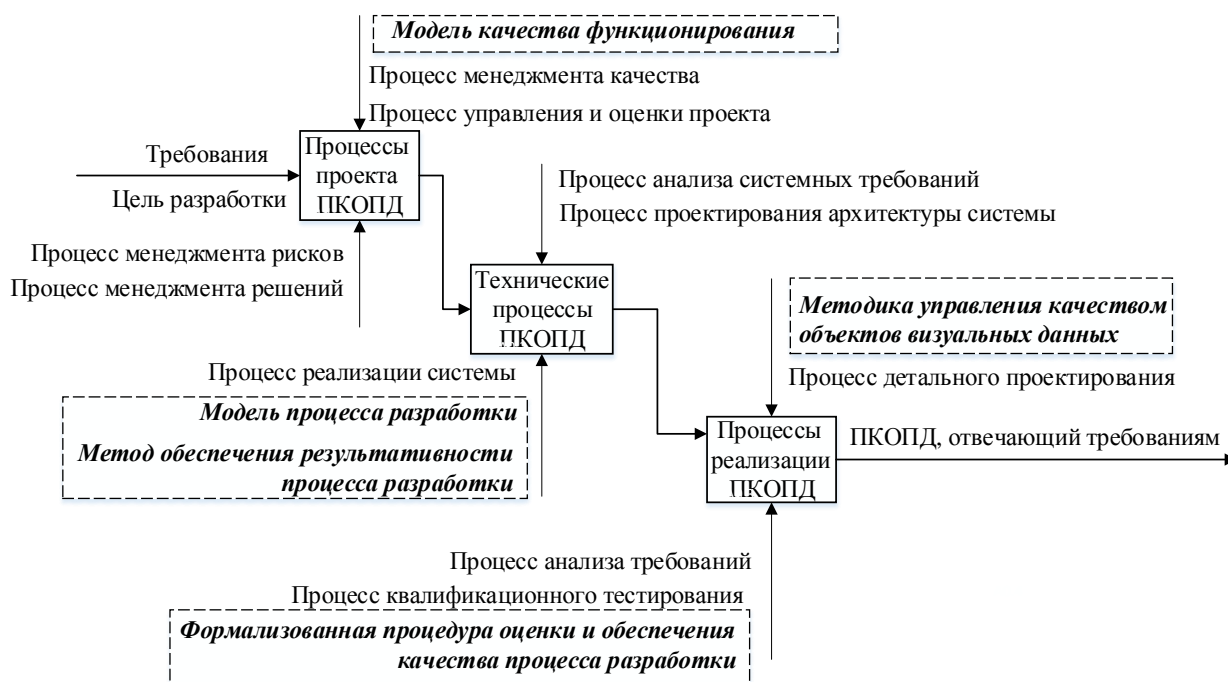 Модель качества функционирования
Процесс менеджмента качества
Процесс управления и оценки проекта
Требования
Цель разработки
Процессы
проекта
ПКОПД
Процесс менеджмента рисков
Процесс менеджмента решений
Процесс анализа системных требований
Процесс проектирования архитектуры системы
Технические
процессы
ПКОПД
Процесс реализации системы
Модель процесса разработки
Метод обеспечения результативности
процесса разработки
Методика управления качеством
объектов визуальных данных
Процесс детального проектирования
Процессы
реализации
ПКОПД
ПКОПД, отвечающий требованиям
Процесс анализа требований
Процесс квалификационного тестирования
Формализованная процедура оценки и обеспечения
качества процесса разработки